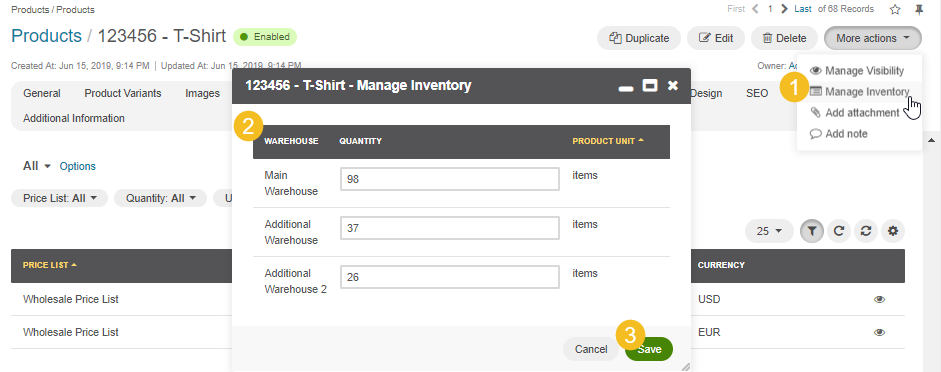 Products / Products
First 1 Last of 68 Records
Products / 123456 - T-Shirt Enabled
Duplicate Edit Delete More actions
Created At: Jun 15, 2019, 9:14 PM | Updated At: Jun 15, 2019, 9:14 PM
Owner:
Manage Visibility
1 Manage Inventory
Add attachment
Add note
General Product Variants Images
Design SEO
Additional Information
123456 - T-Shirt - Manage Inventory
2
WAREHOUSE QUANTITY PRODUCT UNIT
Main
Warehouse
98 items
Additional
Warehouse
37 items
Additional
Warehouse 2
26 items
Cancel 3 Save
All Options
Price List: All Quantity: All U
25
PRICE LIST
CURRENCY
Wholesale Price List USD
Wholesale Price List EUR